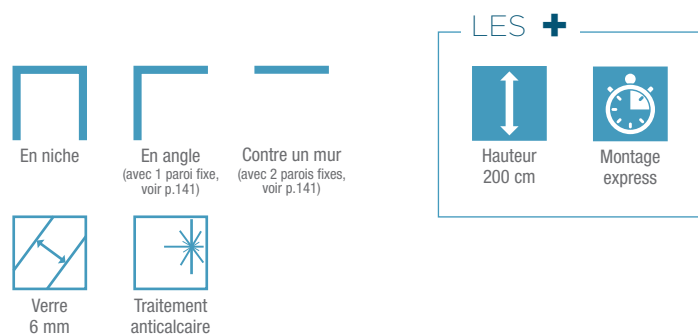 LES +
En niche
En angle
(avec 1 paroi fixe,
voir p.141)
Contre un mur
(avec 2 parois fixes,
voir p.141)
Hauteur
200 cm
Montage
express
Verre
6 mm
Traitement
anticalcaire